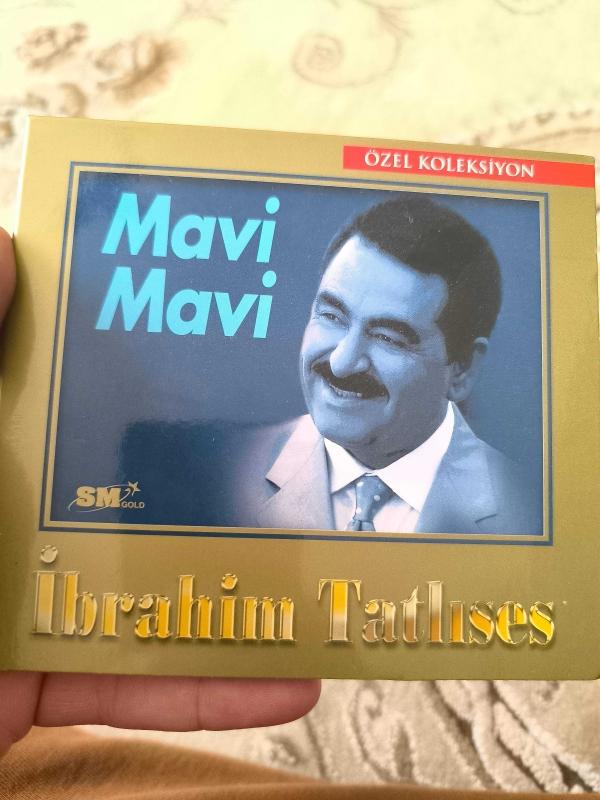 ÖZEL KOLEKSİYON
Mavi
Mavi
SM
GOLD
İbrahim Tatlıses